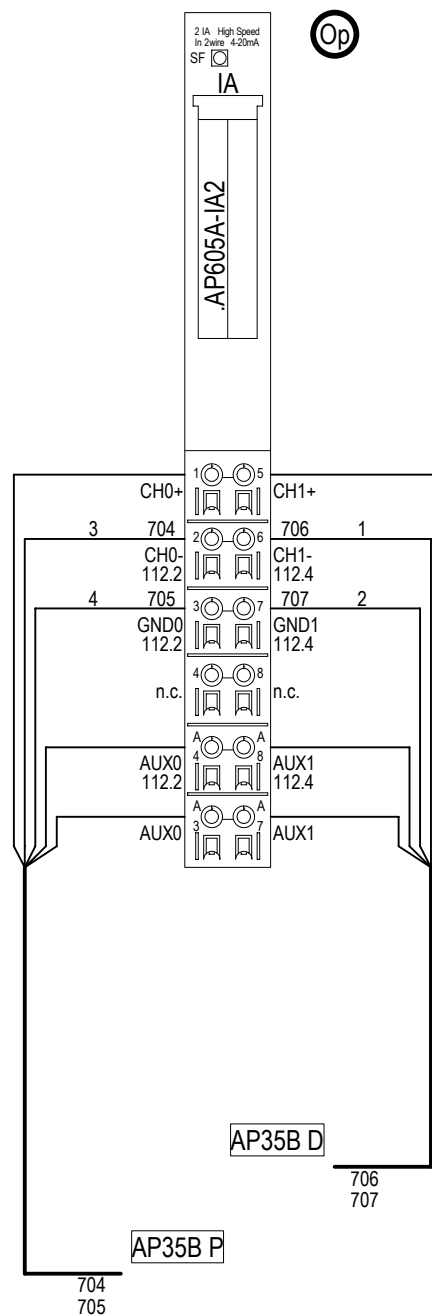 2 IA High Speed
In 2wire 4-20mA
Op
SF
IA
.AP605A-IA2
1 5
CH0+ CH1+
3 704 2 6 706 1
CH0- CH1-
112.2 112.4
4 705 3 7 707 2
GND0 GND1
112.2 112.4
4 8
n.c. n.c.
A A
AUX0 4 8 AUX1
112.2 112.4
A A
AUX0 3 7 AUX1
AP35B D
706
707
AP35B P
704
705